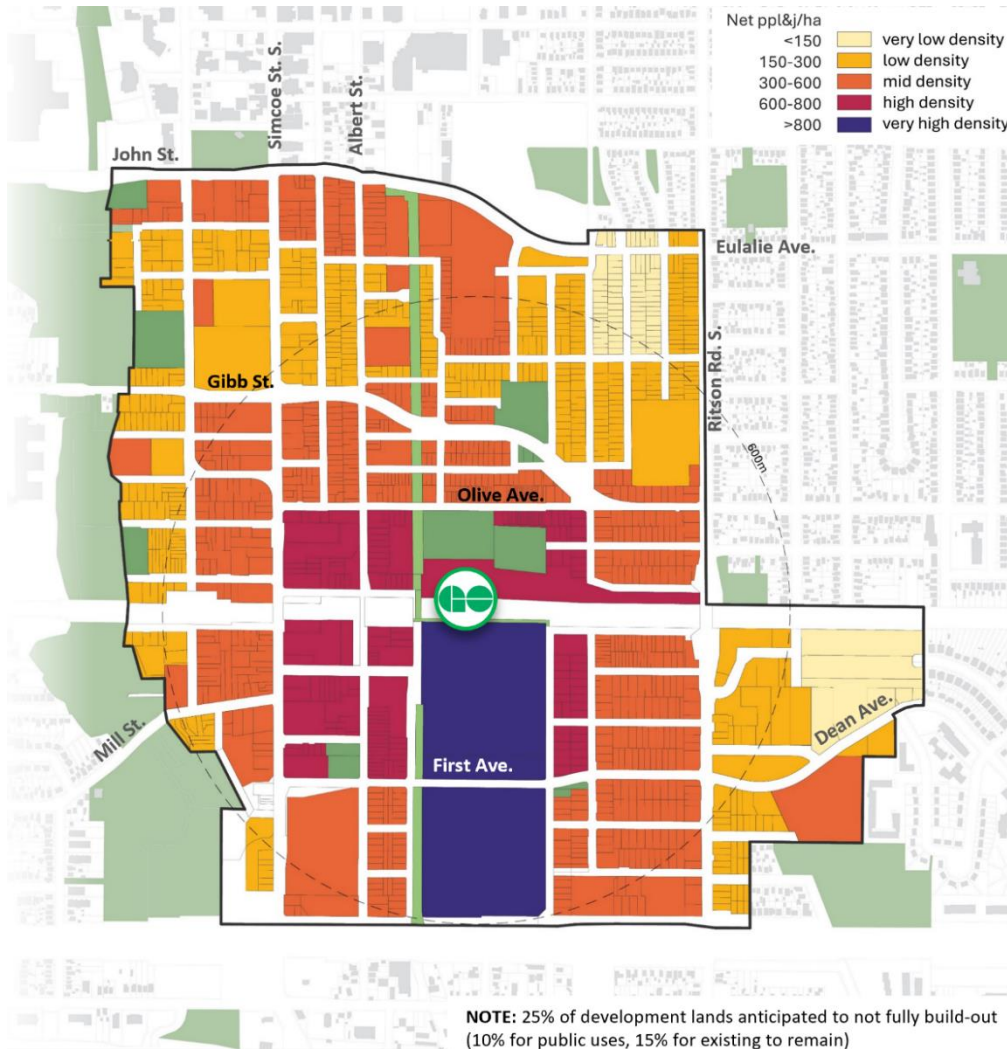 Net ppl&j/ha
<150 very low density
150-300 low density
300-600 mid density
600-800 high density
>800 very high density
Simcoe St. S.
Albert St.
John St.
Eulalie Ave.
Ritson Rd. S.
Gibb St.
600m
Olive Ave.
GO
Mill St.
Dean Ave.
First Ave.
NOTE: 25% of development lands anticipated to not fully build-out
(10% for public uses, 15% for existing to remain)